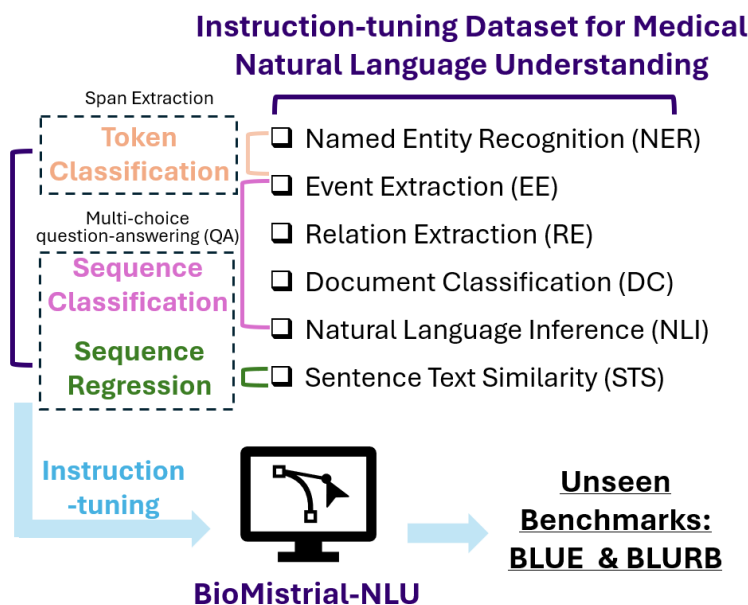 Instruction-tuning Dataset for Medical
Natural Language Understanding
Span Extraction
Token
Classification
Multi-choice
question-answering (QA)
Sequence
Classification
Sequence
Regression
Named Entity Recognition (NER)
Event Extraction (EE)
Relation Extraction (RE)
Document Classification (DC)
Natural Language Inference (NLI)
Sentence Text Similarity (STS)
Instruction
-tuning
BioMistrial-NLU
Unseen
Benchmarks:
BLUE & BLURB